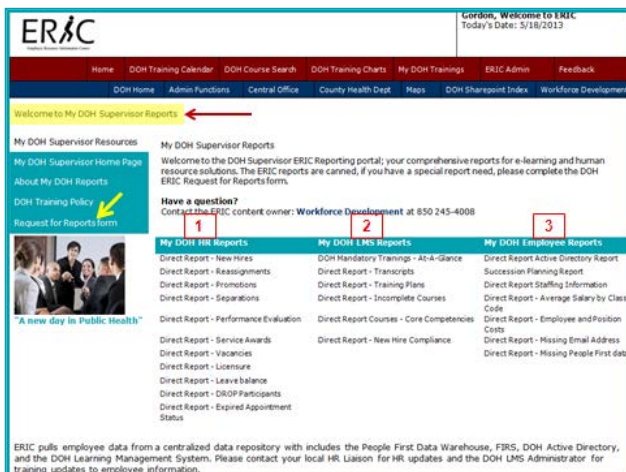 ERIC
Employee Resource Information Center
Gordon, Welcome to ERIC
Today's Date: 5/18/2013
Home DOH Training Calendar DOH Course Search DOH Training Charts My DOH Trainings ERIC Admin Feedback
DOH Home Admin Functions Central Office County Health Dept Maps DOH Sharepoint Index Workforce Development
Welcome to My DOH Supervisor Reports
My DOH Supervisor Resources
My DOH Supervisor Home Page
About My DOH Reports
DOH Training Policy
Request for Reports form
"A new day in Public Health"
My DOH Supervisor Reports
Welcome to the DOH Supervisor ERIC Reporting portal; your comprehensive reports for e-learning and human
resource solutions. The ERIC reports are canned, if you have a special report need, please complete the DOH
ERIC Request for Reports form.
Have a question?
Contact the ERIC content owner: Workforce Development at 850 245-4008
1
My DOH HR Reports
Direct Report - New Hires
Direct Report - Reassignments
Direct Report - Promotions
Direct Report - Separations
Direct Report - Performance Evaluation
Direct Report - Service Awards
Direct Report - Vacancies
Direct Report - Licensure
Direct Report - Leave balance
Direct Report - DROP Participants
Direct Report - Expired Appointment
Status
2
My DOH LMS Reports
DOH Mandatory Trainings - At-A-Glance
Direct Report - Transcripts
Direct Report - Training Plans
Direct Report - Incomplete Courses
Direct Report Courses - Core Competencies
Direct Report - New Hire Compliance
3
My DOH Employee Reports
Direct Report Active Directory Report
Succession Planning Report
Direct Report Staffing Information
Direct Report - Average Salary by Class
Code
Direct Report - Employee and Position
Costs
Direct Report - Missing Email Address
Direct Report - Missing People First data
ERIC pulls employee data from a centralized data repository with includes the People First Data Warehouse, FIRS, DOH Active Directory,
and the DOH Learning Management System. Please contact your local HR Liaison for HR updates and the DOH LMS Administrator for
training updates to employee information.